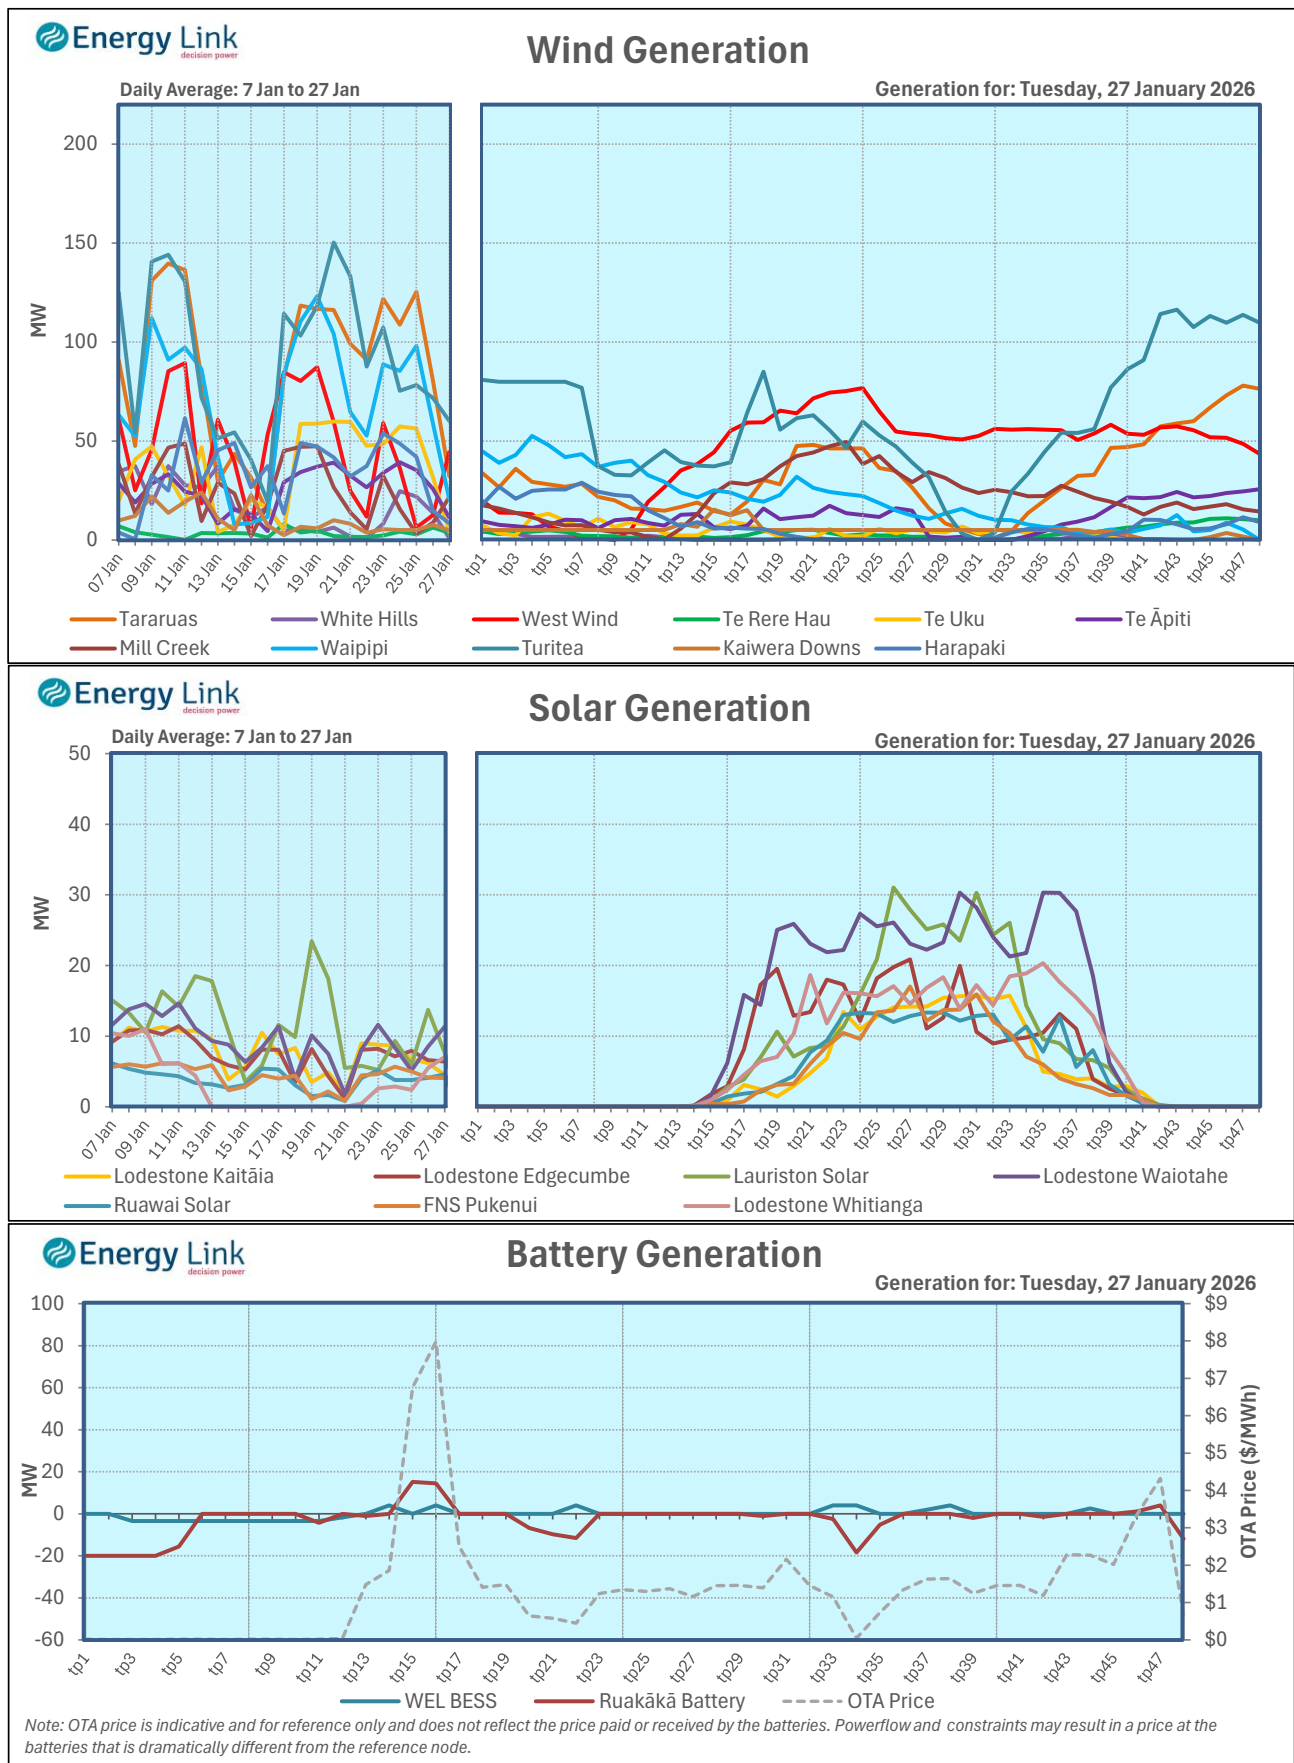 Energy Link
decision power
Wind Generation
Daily Average: 7 Jan to 27 Jan
Generation for: Tuesday, 27 January 2026
MW
200
150
100
50
0
07 Jan 09 Jan 11 Jan 13 Jan 15 Jan 17 Jan 19 Jan 21 Jan 23 Jan 25 Jan 27 Jan
tp1 tp3 tp5 tp7 tp9 tp11 tp13 tp15 tp17 tp19 tp21 tp23 tp25 tp27 tp29 tp31 tp33 tp35 tp37 tp39 tp41 tp43 tp45 tp47
Tararuas White Hills West Wind Te Rere Hau Te Uku Te Āpiti
Mill Creek Waipipi Turitea Kaiwera Downs Harapaki
Energy Link
decision power
Solar Generation
Daily Average: 7 Jan to 27 Jan
Generation for: Tuesday, 27 January 2026
MW
50
40
30
20
10
0
07 Jan 09 Jan 11 Jan 13 Jan 15 Jan 17 Jan 19 Jan 21 Jan 23 Jan 25 Jan 27 Jan
tp1 tp3 tp5 tp7 tp9 tp11 tp13 tp15 tp17 tp19 tp21 tp23 tp25 tp27 tp29 tp31 tp33 tp35 tp37 tp39 tp41 tp43 tp45 tp47
Lodestone Kaitāia Lodestone Edgecumbe Lauriston Solar Lodestone Waiotahe
Ruawai Solar FNS Pukenui Lodestone Whitianga
Energy Link
decision power
Battery Generation
Generation for: Tuesday, 27 January 2026
MW
100
80
60
40
20
0
-20
-40
-60
$9
$8
$7
$6
$5
$4
$3
$2
$1
$0
OTA Price ($/MWh)
tp1 tp3 tp5 tp7 tp9 tp11 tp13 tp15 tp17 tp19 tp21 tp23 tp25 tp27 tp29 tp31 tp33 tp35 tp37 tp39 tp41 tp43 tp45 tp47
WEL BESS Ruakākā Battery OTA Price
Note: OTA price is indicative and for reference only and does not reflect the price paid or received by the batteries. Powerflow and constraints may result in a price at the
batteries that is dramatically different from the reference node.